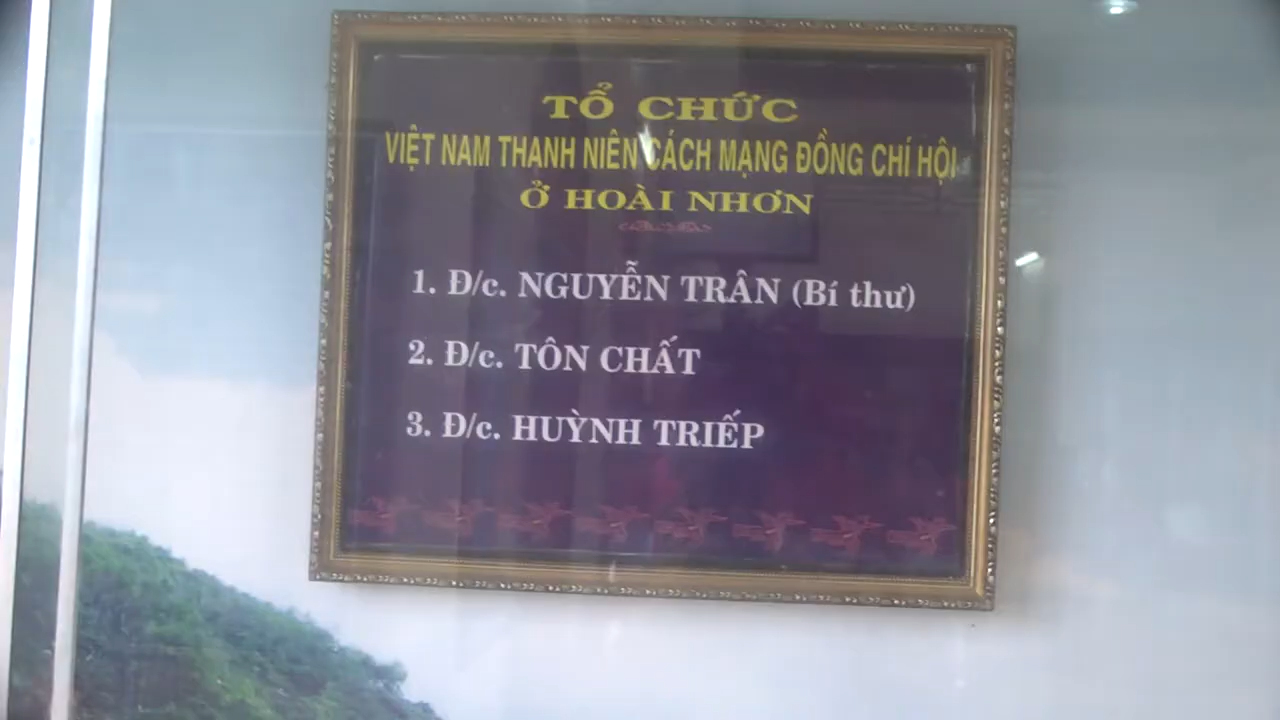 TỔ CHỨC
VIỆT NAM THANH NIÊN CÁCH MẠNG ĐỒNG CHÍ HỘI
Ở HOÀI NHƠN
1. Đ/c. NGUYỄN TRÂN (Bí thư)
2. Đ/c. TÔN CHẤT
3. Đ/c. HUỲNH TRIẾP